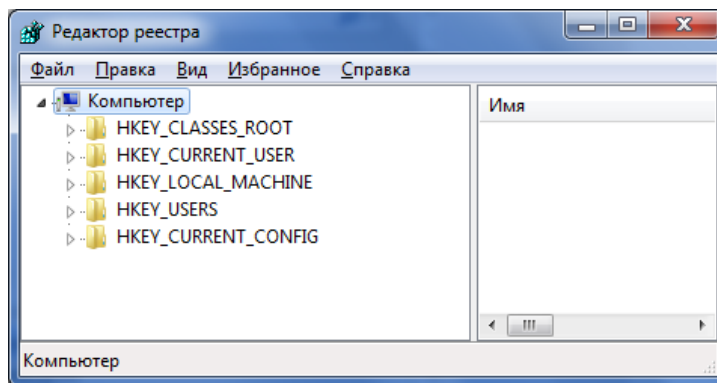 Редактор реестра
Файл Правка Вид Избранное Справка
Компьютер
Имя
HKEY_CLASSES_ROOT
HKEY_CURRENT_USER
HKEY_LOCAL_MACHINE
HKEY_USERS
HKEY_CURRENT_CONFIG
Компьютер